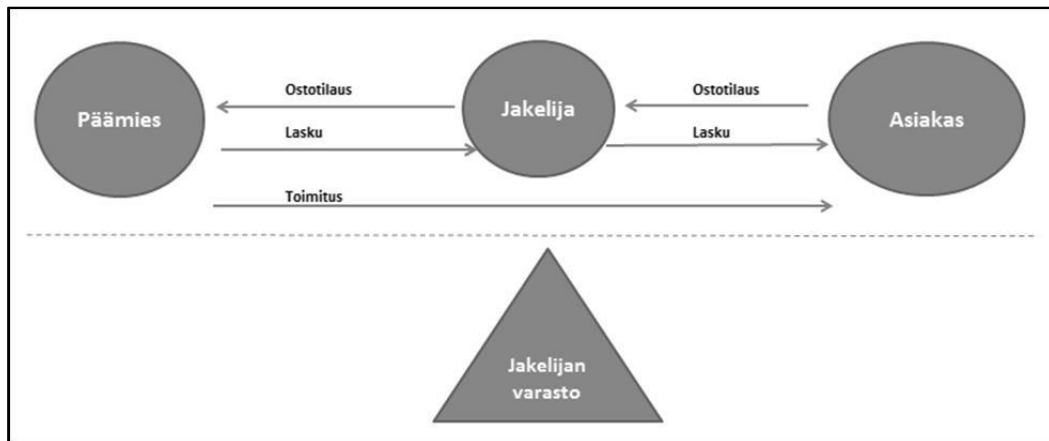 Ostotilaus
Ostotilaus
Päämies
Jakelija
Asiakas
Lasku
Lasku
Toimitus
Jakelijan
varasto